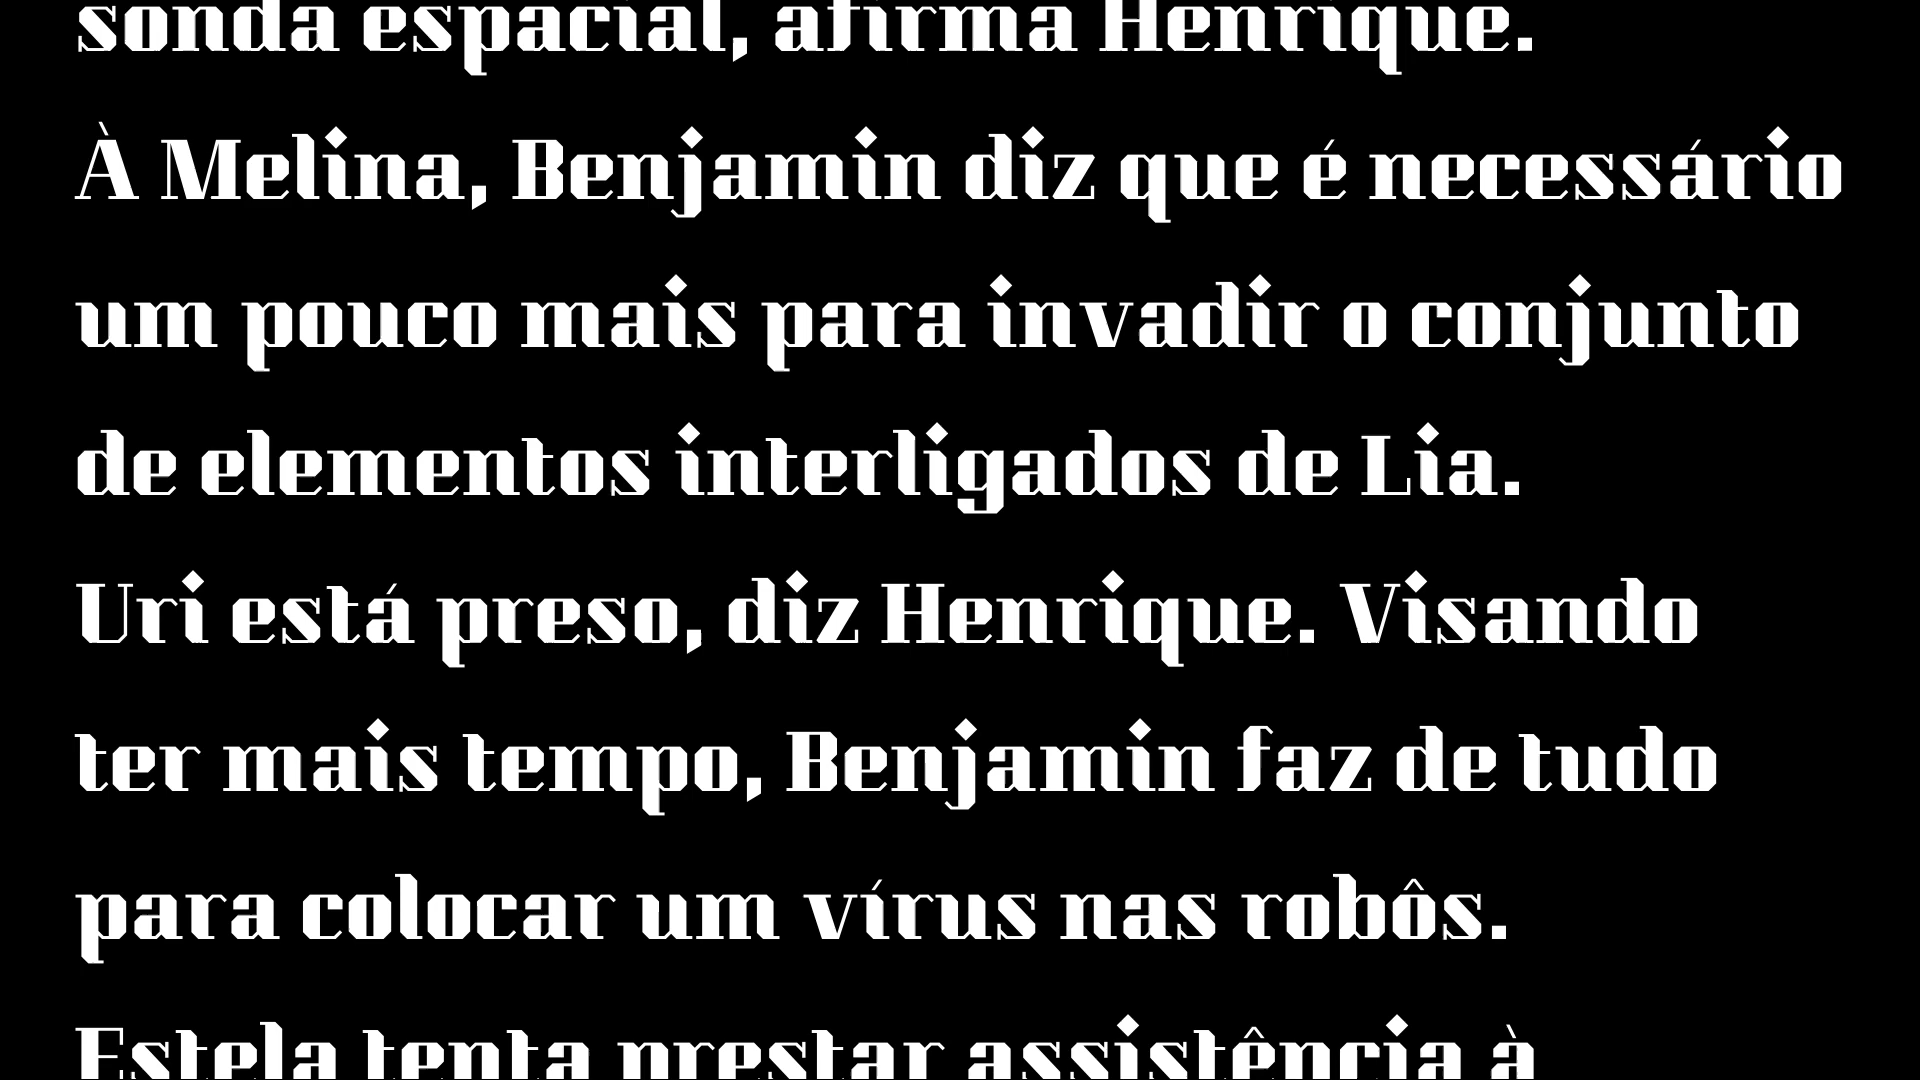 sonda espacial, afirma Henrique.
À Melina, Benjamin diz que é necessário
um pouco mais para invadir o conjunto
de elementos interligados de Lia.
Uri está preso, diz Henrique. Visando
ter mais tempo, Benjamin faz de tudo
para colocar um vírus nas robôs.
Estela tenta prestar assistência à